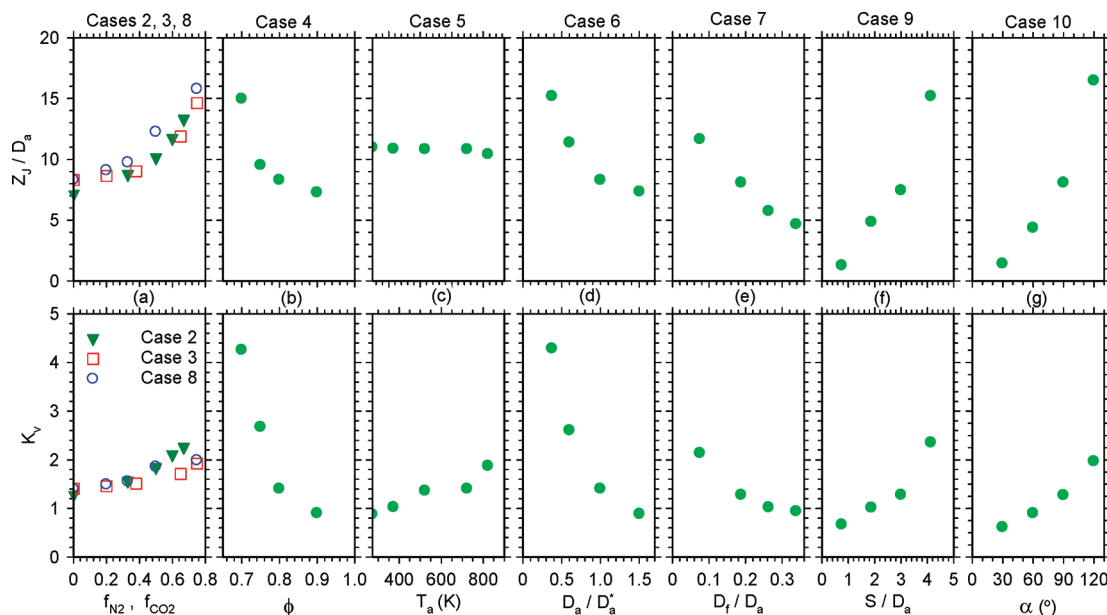 Cases 2, 3, 8 Case 4 Case 5 Case 6 Case 7 Case 9 Case 10
20
15
10
5
0
Z_J / D_a
(a) (b) (c) (d) (e) (f) (g)
5
4
3
2
1
0
K_v
Case 2
Case 3
Case 8
0 0.2 0.4 0.6 0.8 0.7 0.8 0.9 1.0 400 600 800 0 0.5 1.0 1.5 0 0.1 0.2 0.3 0 1 2 3 4 5 0 30 60 90 120
f_N2 , f_CO2 ϕ T_a (K) D_a / D_a^* D_f / D_a S / D_a α (º)